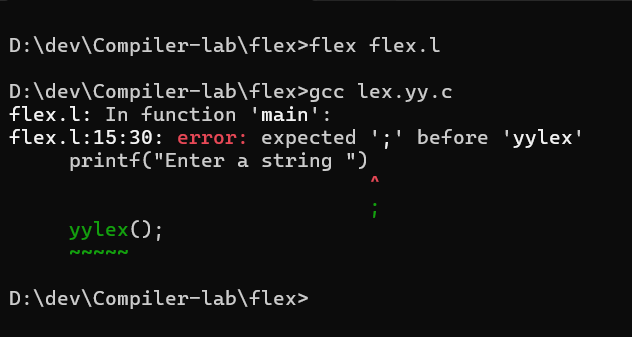 D:\dev\Compiler-lab\flex>flex flex.l
D:\dev\Compiler-lab\flex>gcc lex.yy.c
flex.l: In function 'main':
flex.l:15:30: error: expected ';' before 'yylex'
     printf("Enter a string ")
                              ^
                              ;
     yylex();
     ~~~~~
D:\dev\Compiler-lab\flex>